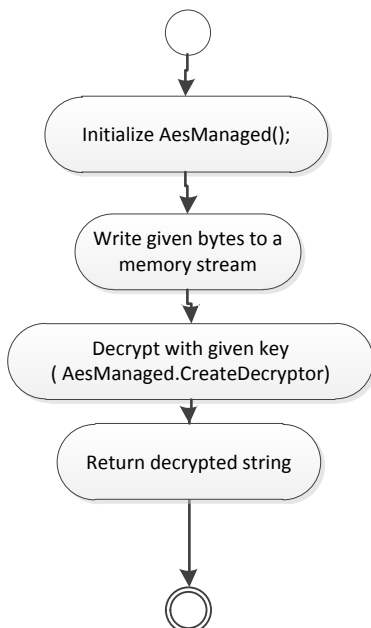 Initialize AesManaged();
Write given bytes to a
memory stream
Decrypt with given key
( AesManaged.CreateDecryptor)
Return decrypted string